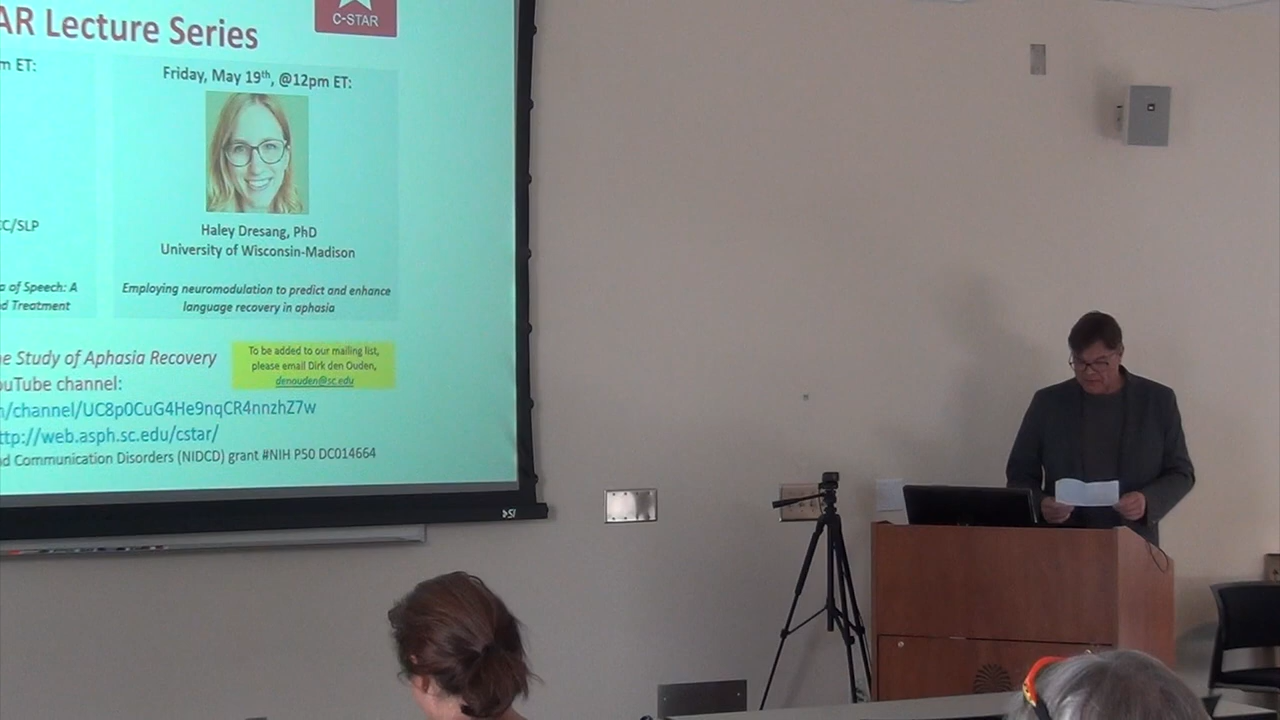 AR Lecture Series
C-STAR
m ET:
Friday, May 19th, @12pm ET:
CC/SLP
Haley Dresang, PhD
University of Wisconsin-Madison
of Speech: A
Treatment
Employing neuromodulation to predict and enhance
language recovery in aphasia
Study of Aphasia Recovery
ouTube channel:
To be added to our mailing list,
please email Dirk den Ouden,
denouden@sc.edu
/channel/UC8p0CuG4He9nqCR4nnzhZ7w
ttp://web.asph.sc.edu/cstar/
d Communication Disorders (NIDCD) grant #NIH P50 DC014664